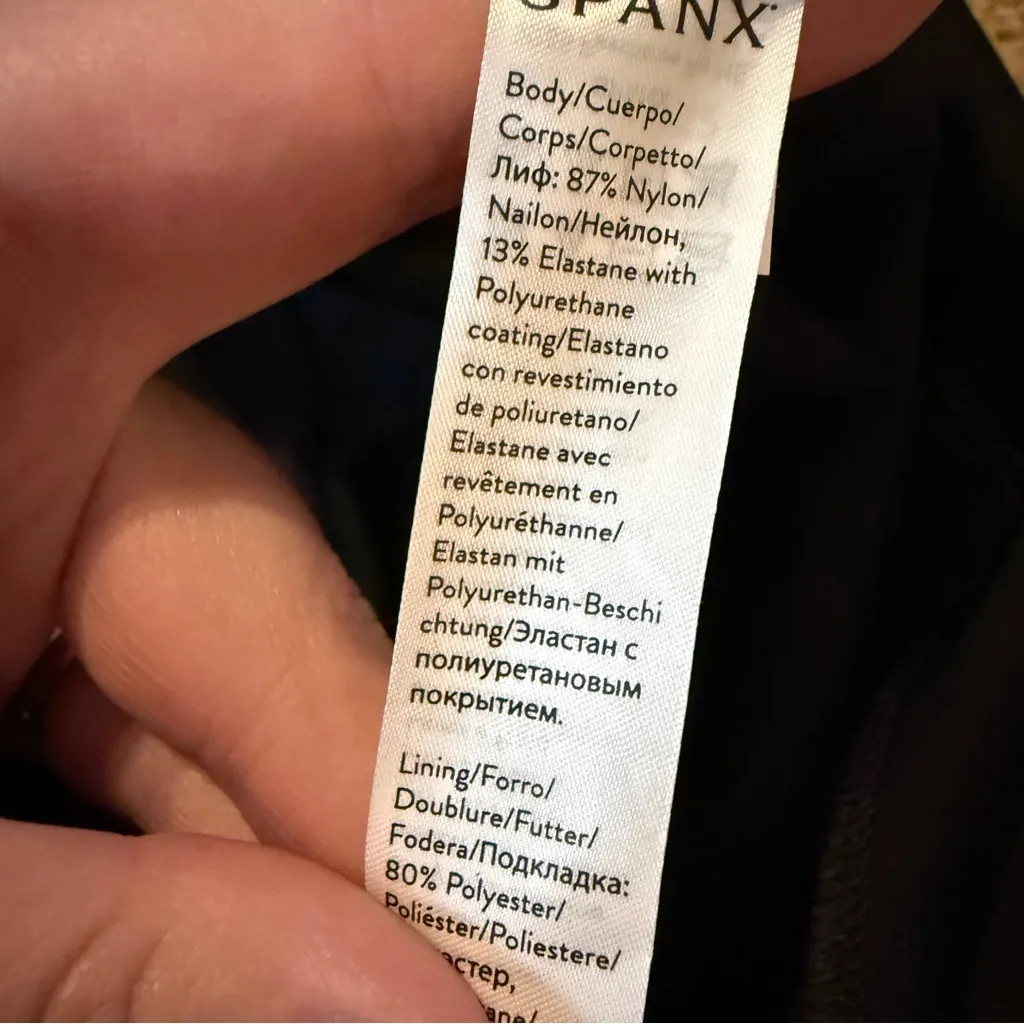 SPANX
Body/Cuerpo/
Corps/Corpetto/
Лиф: 87% Nylon/
Nailon/Нейлон,
13% Elastane with
Polyurethane
coating/Elastano
con revestimiento
de poliuretano/
Elastane avec
revêtement en
Polyuréthanne/
Elastan mit
Polyurethan-Beschi
chtung/Эластан с
полиуретановым
покрытием.
Lining/Forro/
Doublure/Futter/
Fodera/Подкладка:
80% Polyester/
Poliéster/Poliestere/